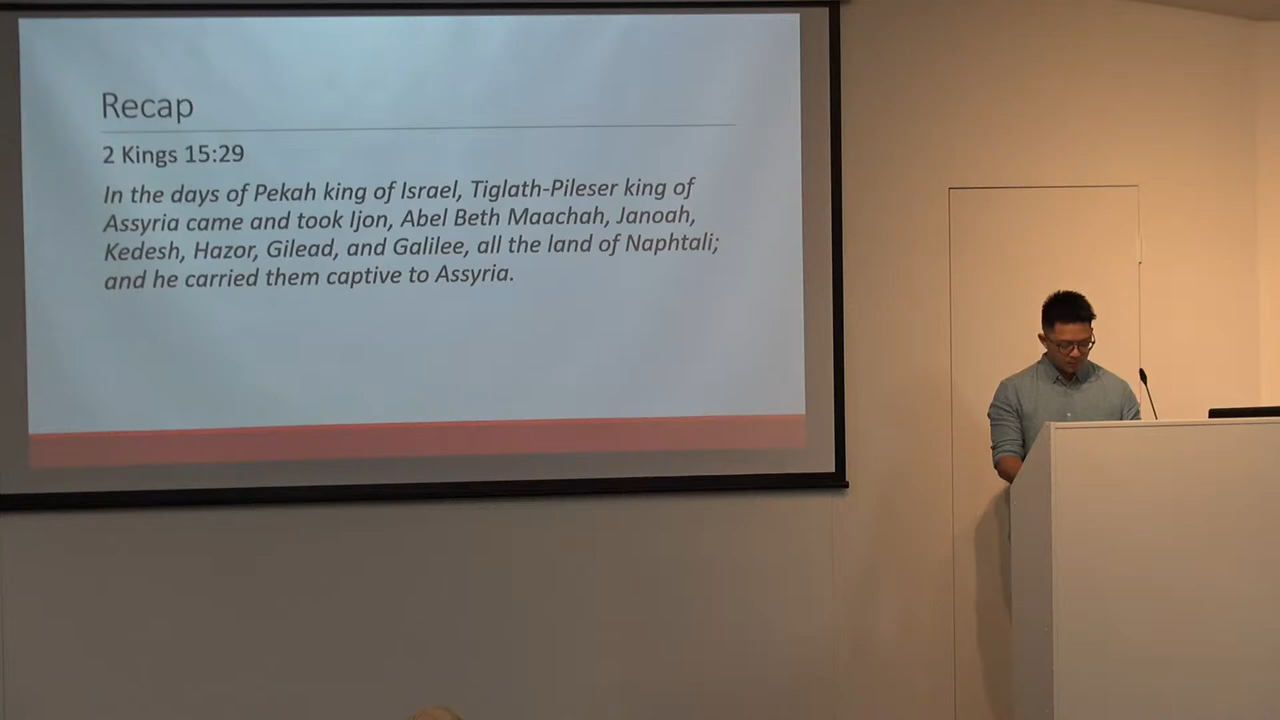 Recap
2 Kings 15:29
In the days of Pekah king of Israel, Tiglath-Pileser king of
Assyria came and took Ijon, Abel Beth Maachah, Janoah,
Kedesh, Hazor, Gilead, and Galilee, all the land of Naphtali;
and he carried them captive to Assyria.